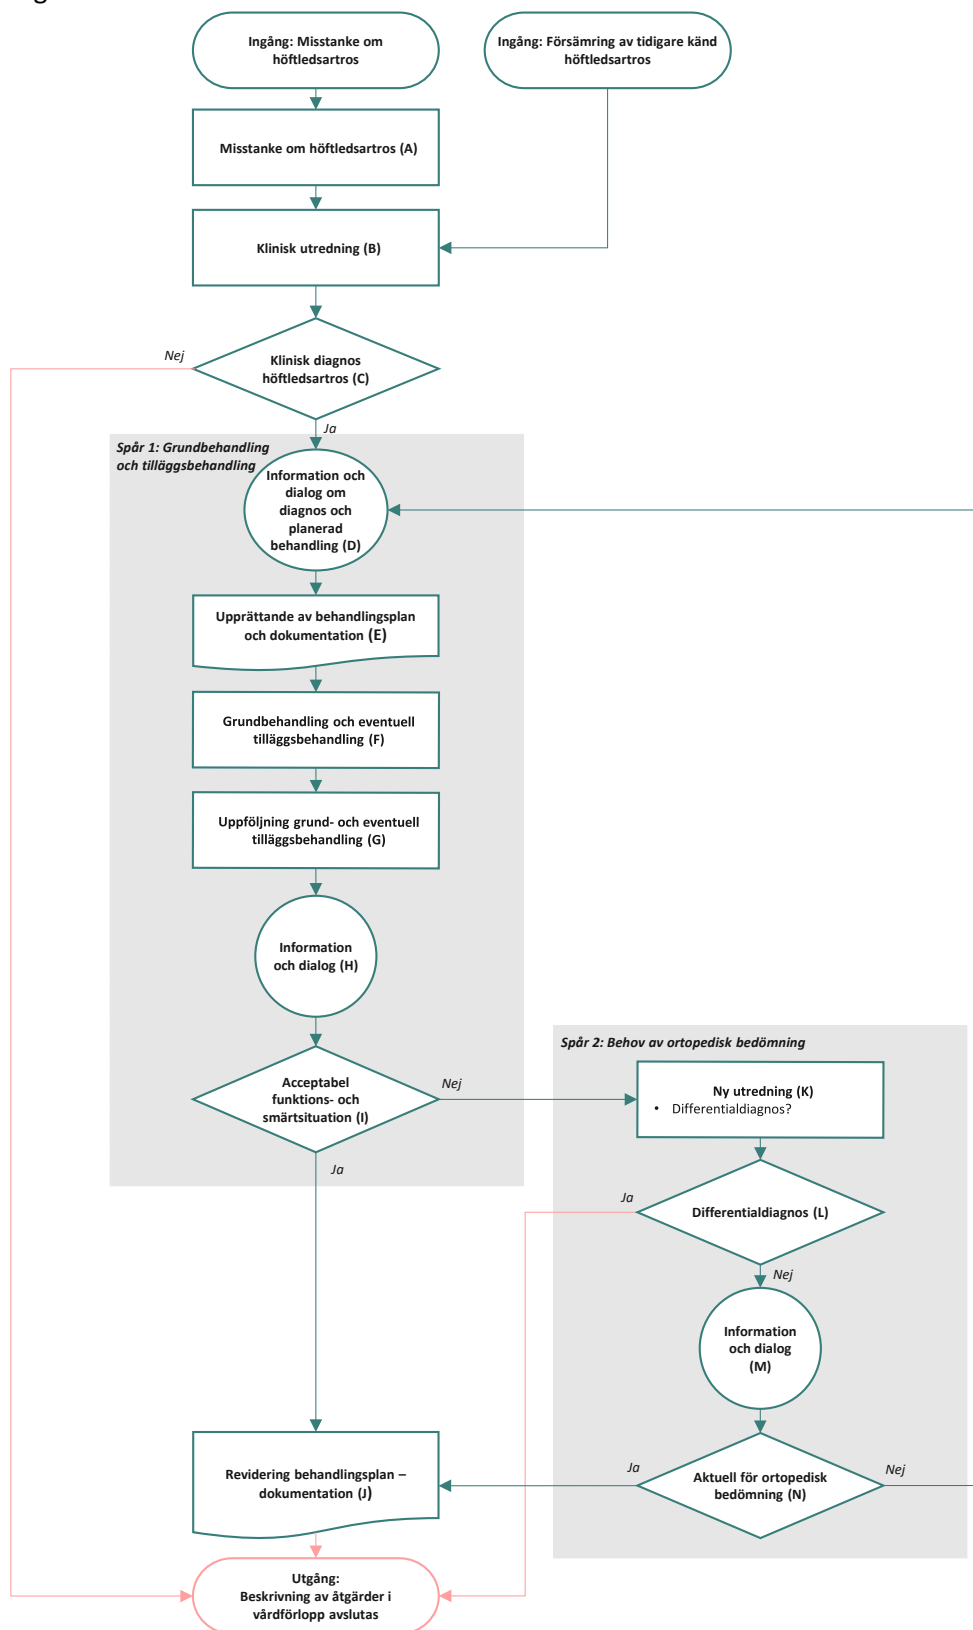 Ingång: Misstanke om
höftledsartros
Ingång: Försämring av tidigare känd
höftledsartros
Misstanke om höftledsartros (A)
Klinisk utredning (B)
Nej
Klinisk diagnos
höftledsartros (C)
Ja
Spår 1: Grundbehandling
och tilläggsbehandling
Information och
dialog om
diagnos och
planerad
behandling (D)
Upprättande av behandlingsplan
och dokumentation (E)
Grundbehandling och eventuell
tilläggsbehandling (F)
Uppföljning grund- och eventuell
tilläggsbehandling (G)
Information
och dialog (H)
Acceptabel
funktions- och
smärtsituation (I)
Nej
Ja
Spår 2: Behov av ortopedisk bedömning
Ny utredning (K)
• Differentialdiagnos?
Ja
Differentialdiagnos (L)
Nej
Information
och dialog
(M)
Ja
Aktuell för ortopedisk
bedömning (N)
Nej
Revidering behandlingsplan –
dokumentation (J)
Utgång:
Beskrivning av åtgärder i
vårdförlopp avslutas